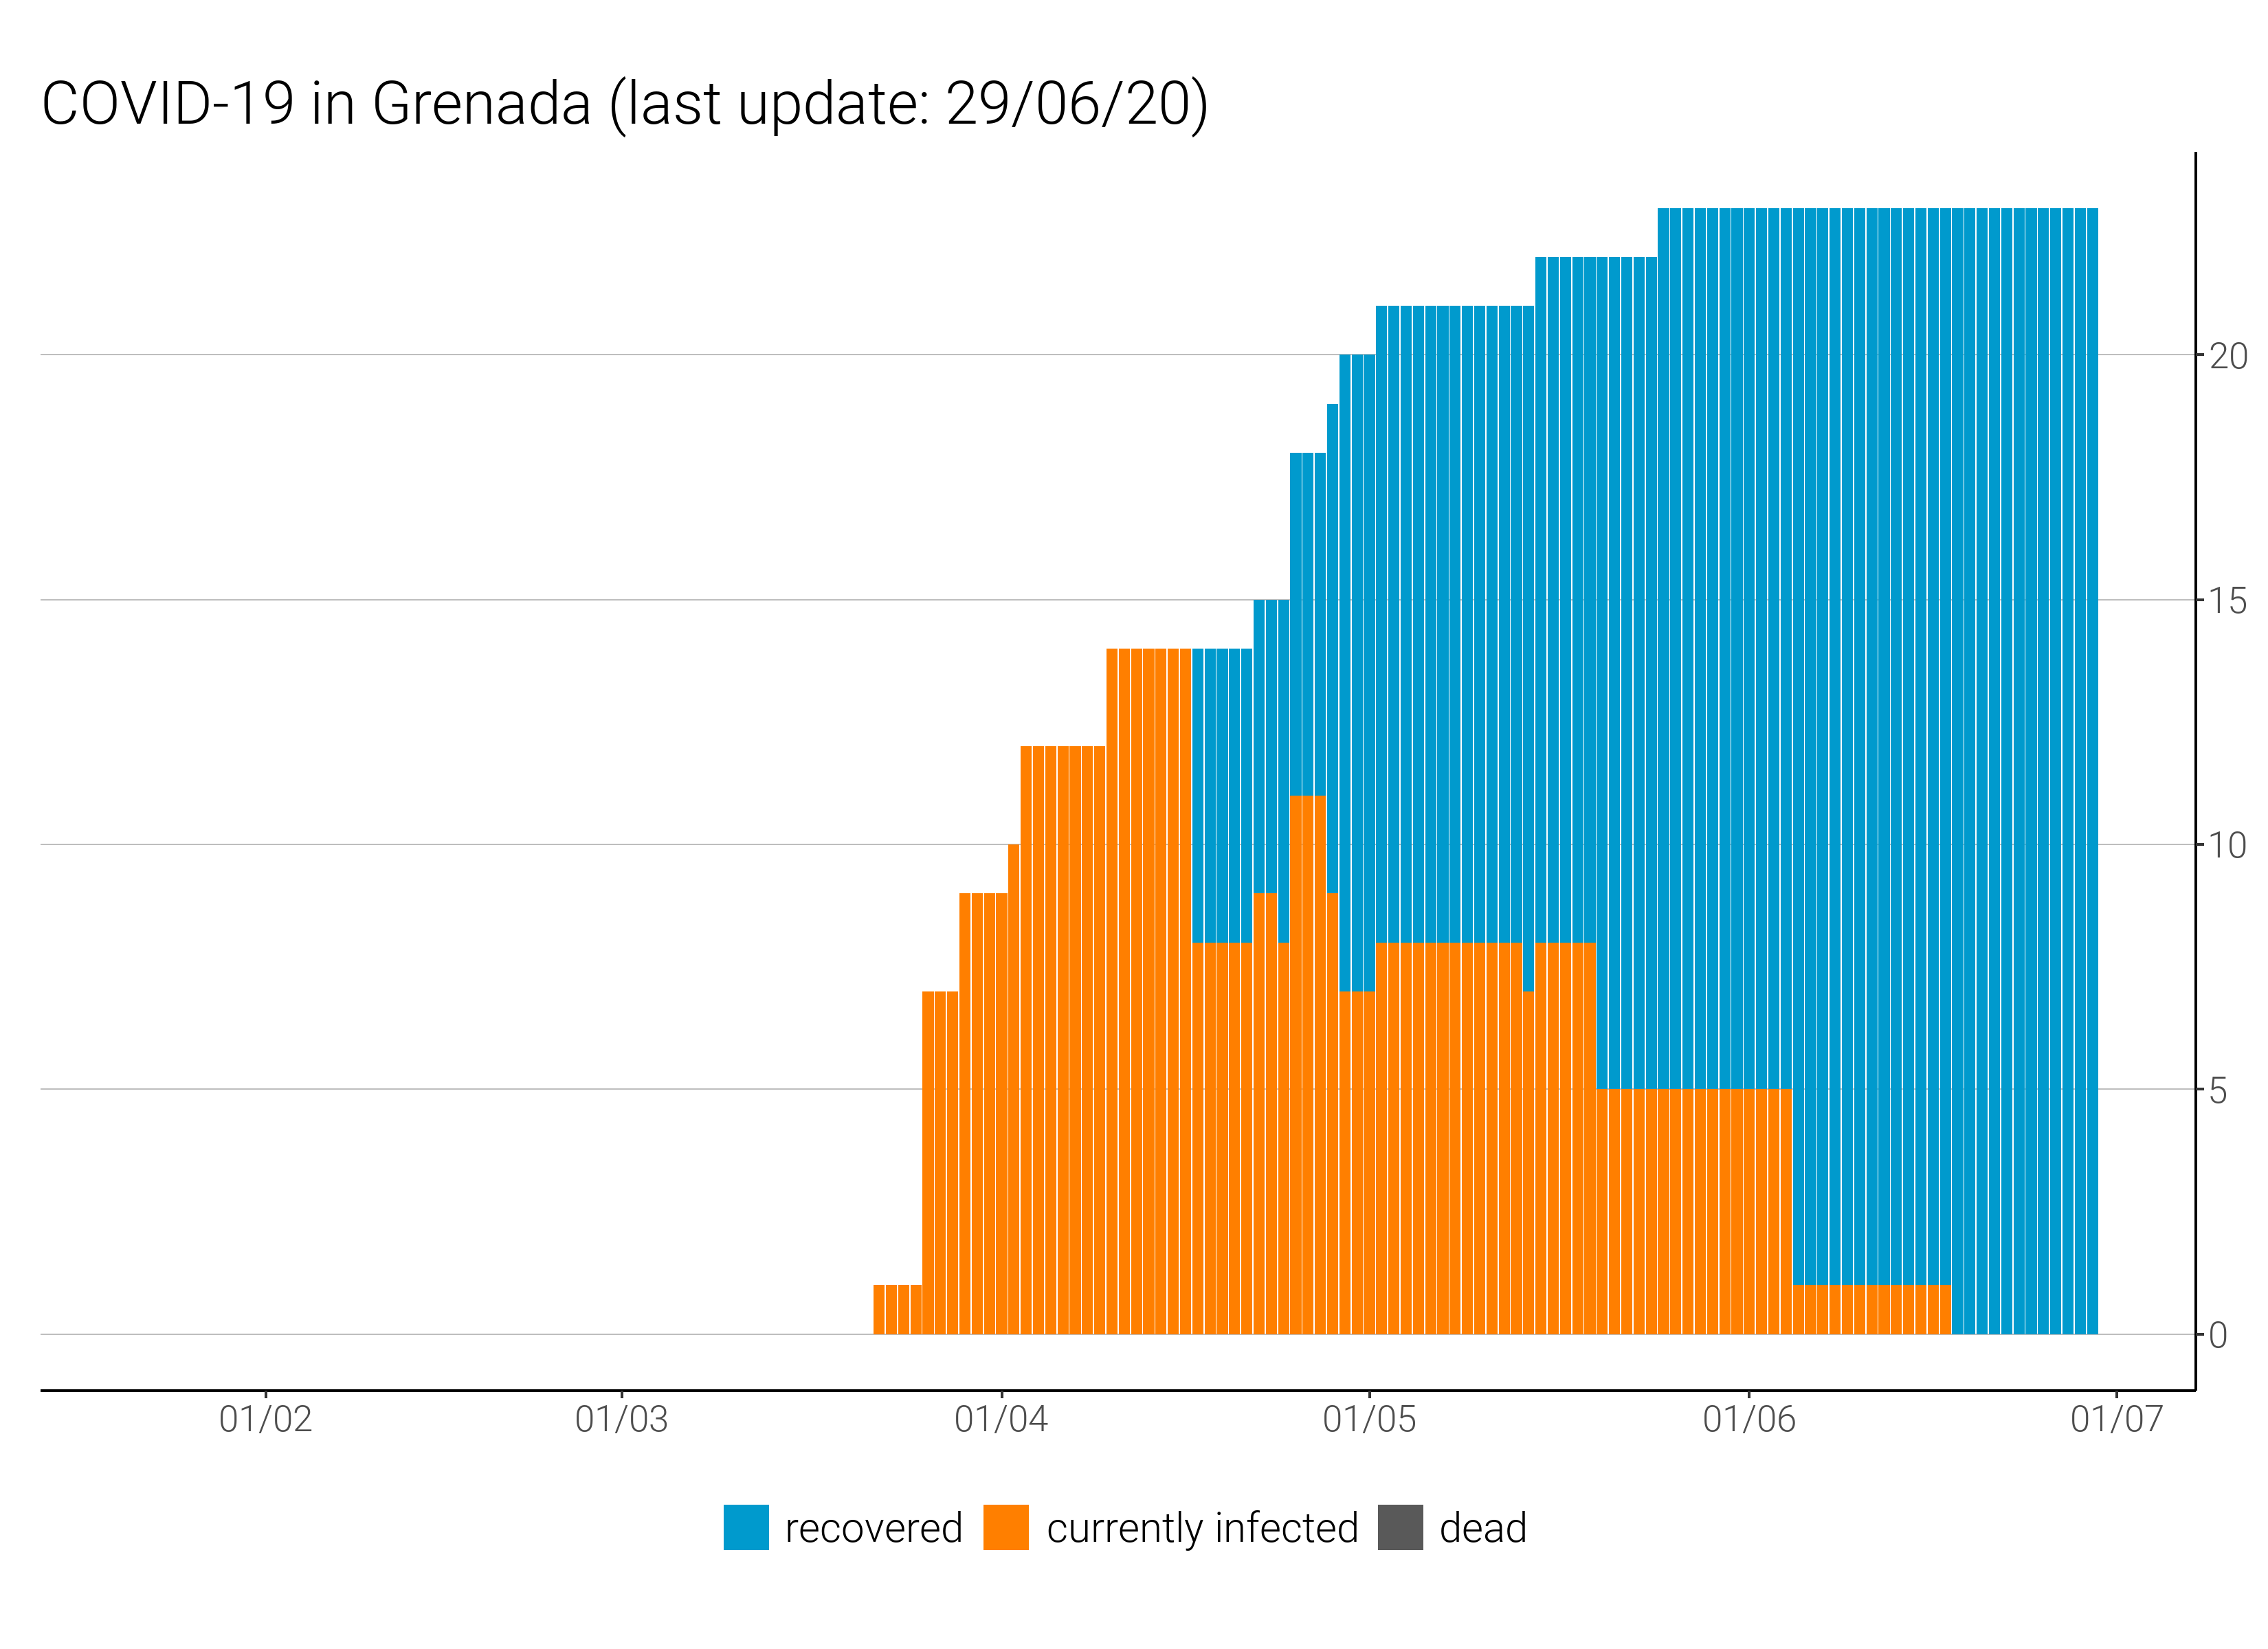 COVID-19 in Grenada (last update: 29/06/20)
20
15
10
5
0
01/02 01/03 01/04 01/05 01/06 01/07
recovered currently infected dead